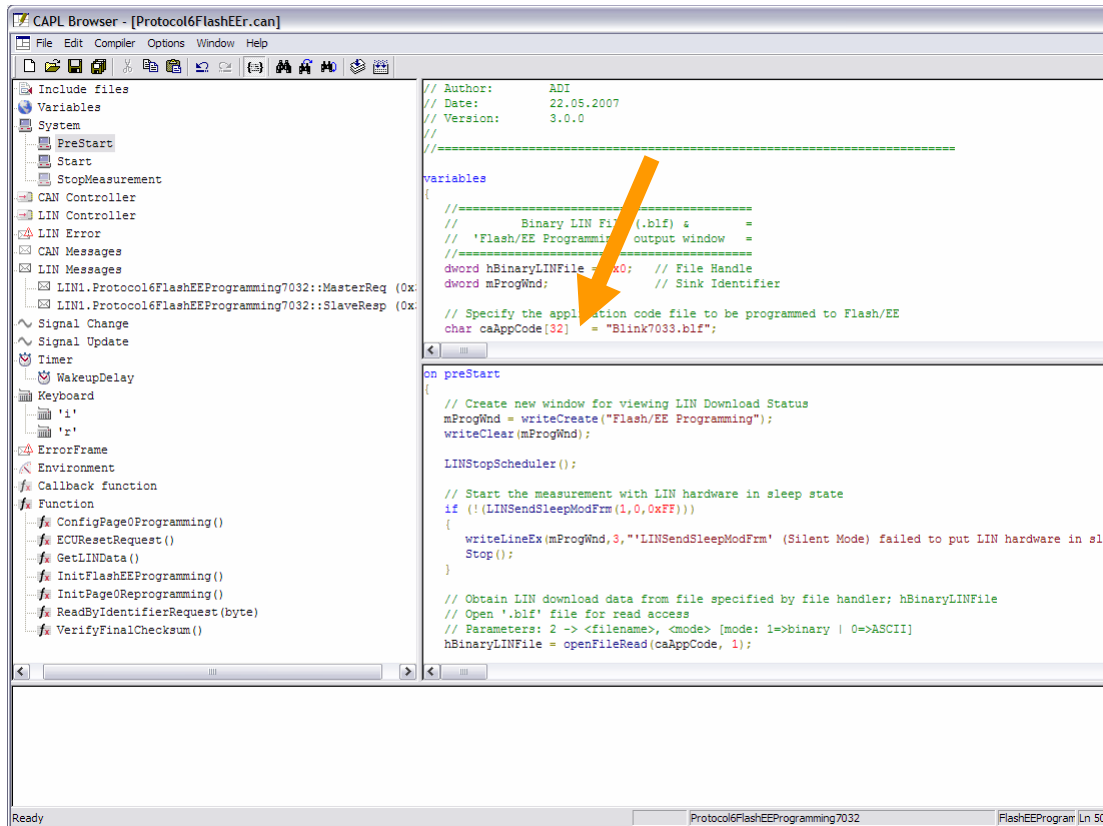 CAPL Browser - [Protocol6FlashEEr.can]
File Edit Compiler Options Window Help
Include files
Variables
System
PreStart
Start
StopMeasurement
CAN Controller
LIN Controller
LIN Error
CAN Messages
LIN Messages
LIN1.Protocol6FlashEEProgramming7032::MasterReq (0x
LIN1.Protocol6FlashEEProgramming7032::SlaveResp (0x
Signal Change
Signal Update
Timer
WakeupDelay
Keyboard
'i'
'r'
ErrorFrame
Environment
Callback function
Function
ConfigPage0Programming()
ECUResetRequest()
GetLINData()
InitFlashEEProgramming()
InitPage0Reprogramming()
ReadByIdentifierRequest(byte)
VerifyFinalChecksum()
// Author: ADI
// Date: 22.05.2007
// Version: 3.0.0
//
//==========================================================================
variables
{
//==========================================
// Binary LIN File (.blf) & =
// 'Flash/EE Programming output window =
//==========================================
dword hBinaryLINFile = x0; // File Handle
dword mProgWnd; // Sink Identifier
// Specify the application code file to be programmed to Flash/EE
char caAppCode[32] = "Blink7033.blf";
on preStart
{
// Create new window for viewing LIN Download Status
mProgWnd = writeCreate("Flash/EE Programming");
writeClear(mProgWnd);
LINStopScheduler();
// Start the measurement with LIN hardware in sleep state
if (!(LINSendSleepModFrm(1,0,0xFF)))
{
writeLineEx(mProgWnd,3,"'LINSendSleepModFrm' (Silent Mode) failed to put LIN hardware in sl
Stop();
}
// Obtain LIN download data from file specified by file handler; hBinaryLINFile
// Open '.blf' file for read access
// Parameters: 2 -> <filename>, <mode> [mode: 1=>binary | 0=>ASCII]
hBinaryLINFile = openFileRead(caAppCode, 1);
Ready
Protocol6FlashEEProgramming7032
FlashEEProgram
Ln 50